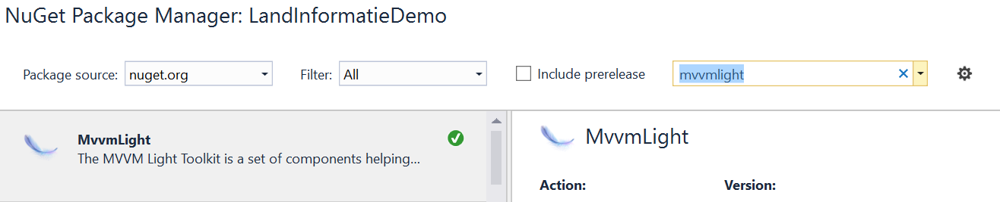 NuGet Package Manager: LandInformatieDemo
Package source: nuget.org Filter: All Include prerelease mvvmlight
MvvmLight
The MVVM Light Toolkit is a set of components helping...
MvvmLight
Action: Version: